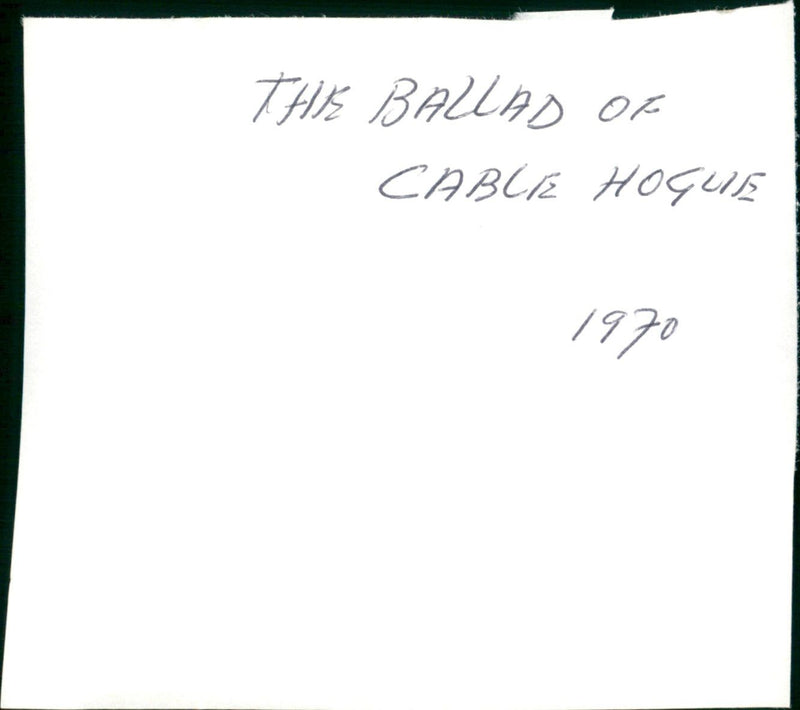 THE BALLAD OF
CABLE HOGUE
1970